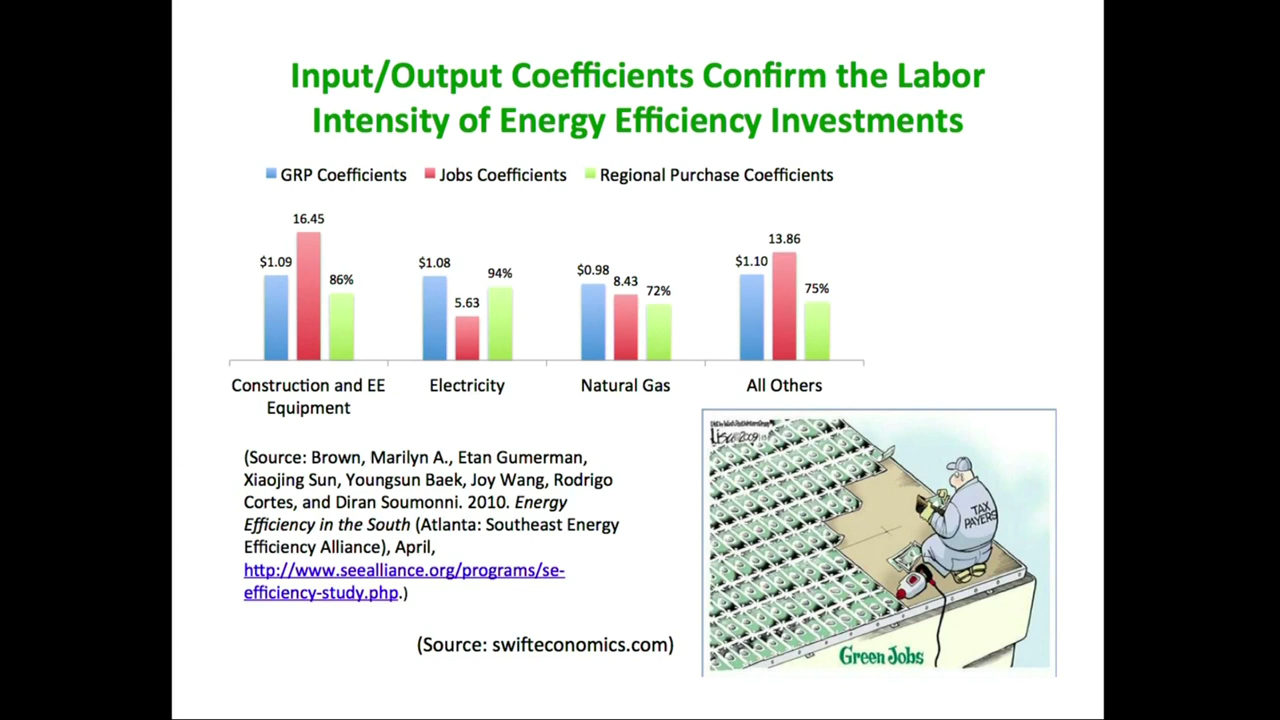 Input/Output Coefficients Confirm the Labor
Intensity of Energy Efficiency Investments
GRP Coefficients Jobs Coefficients Regional Purchase Coefficients
16.45
13.86
$1.09 $1.08 $0.98 $1.10
86% 94% 8.43 72% 75%
5.63
Construction and EE Equipment
Electricity
Natural Gas
All Others
(Source: Brown, Marilyn A., Etan Gumerman,
Xiaojing Sun, Youngsun Baek, Joy Wang, Rodrigo
Cortes, and Diran Soumonni. 2010. Energy
Efficiency in the South (Atlanta: Southeast Energy
Efficiency Alliance), April,
http://www.seealliance.org/programs/se-
efficiency-study.php.)
(Source: swifteconomics.com)
2009
TAX
PAYERS
Green Jobs